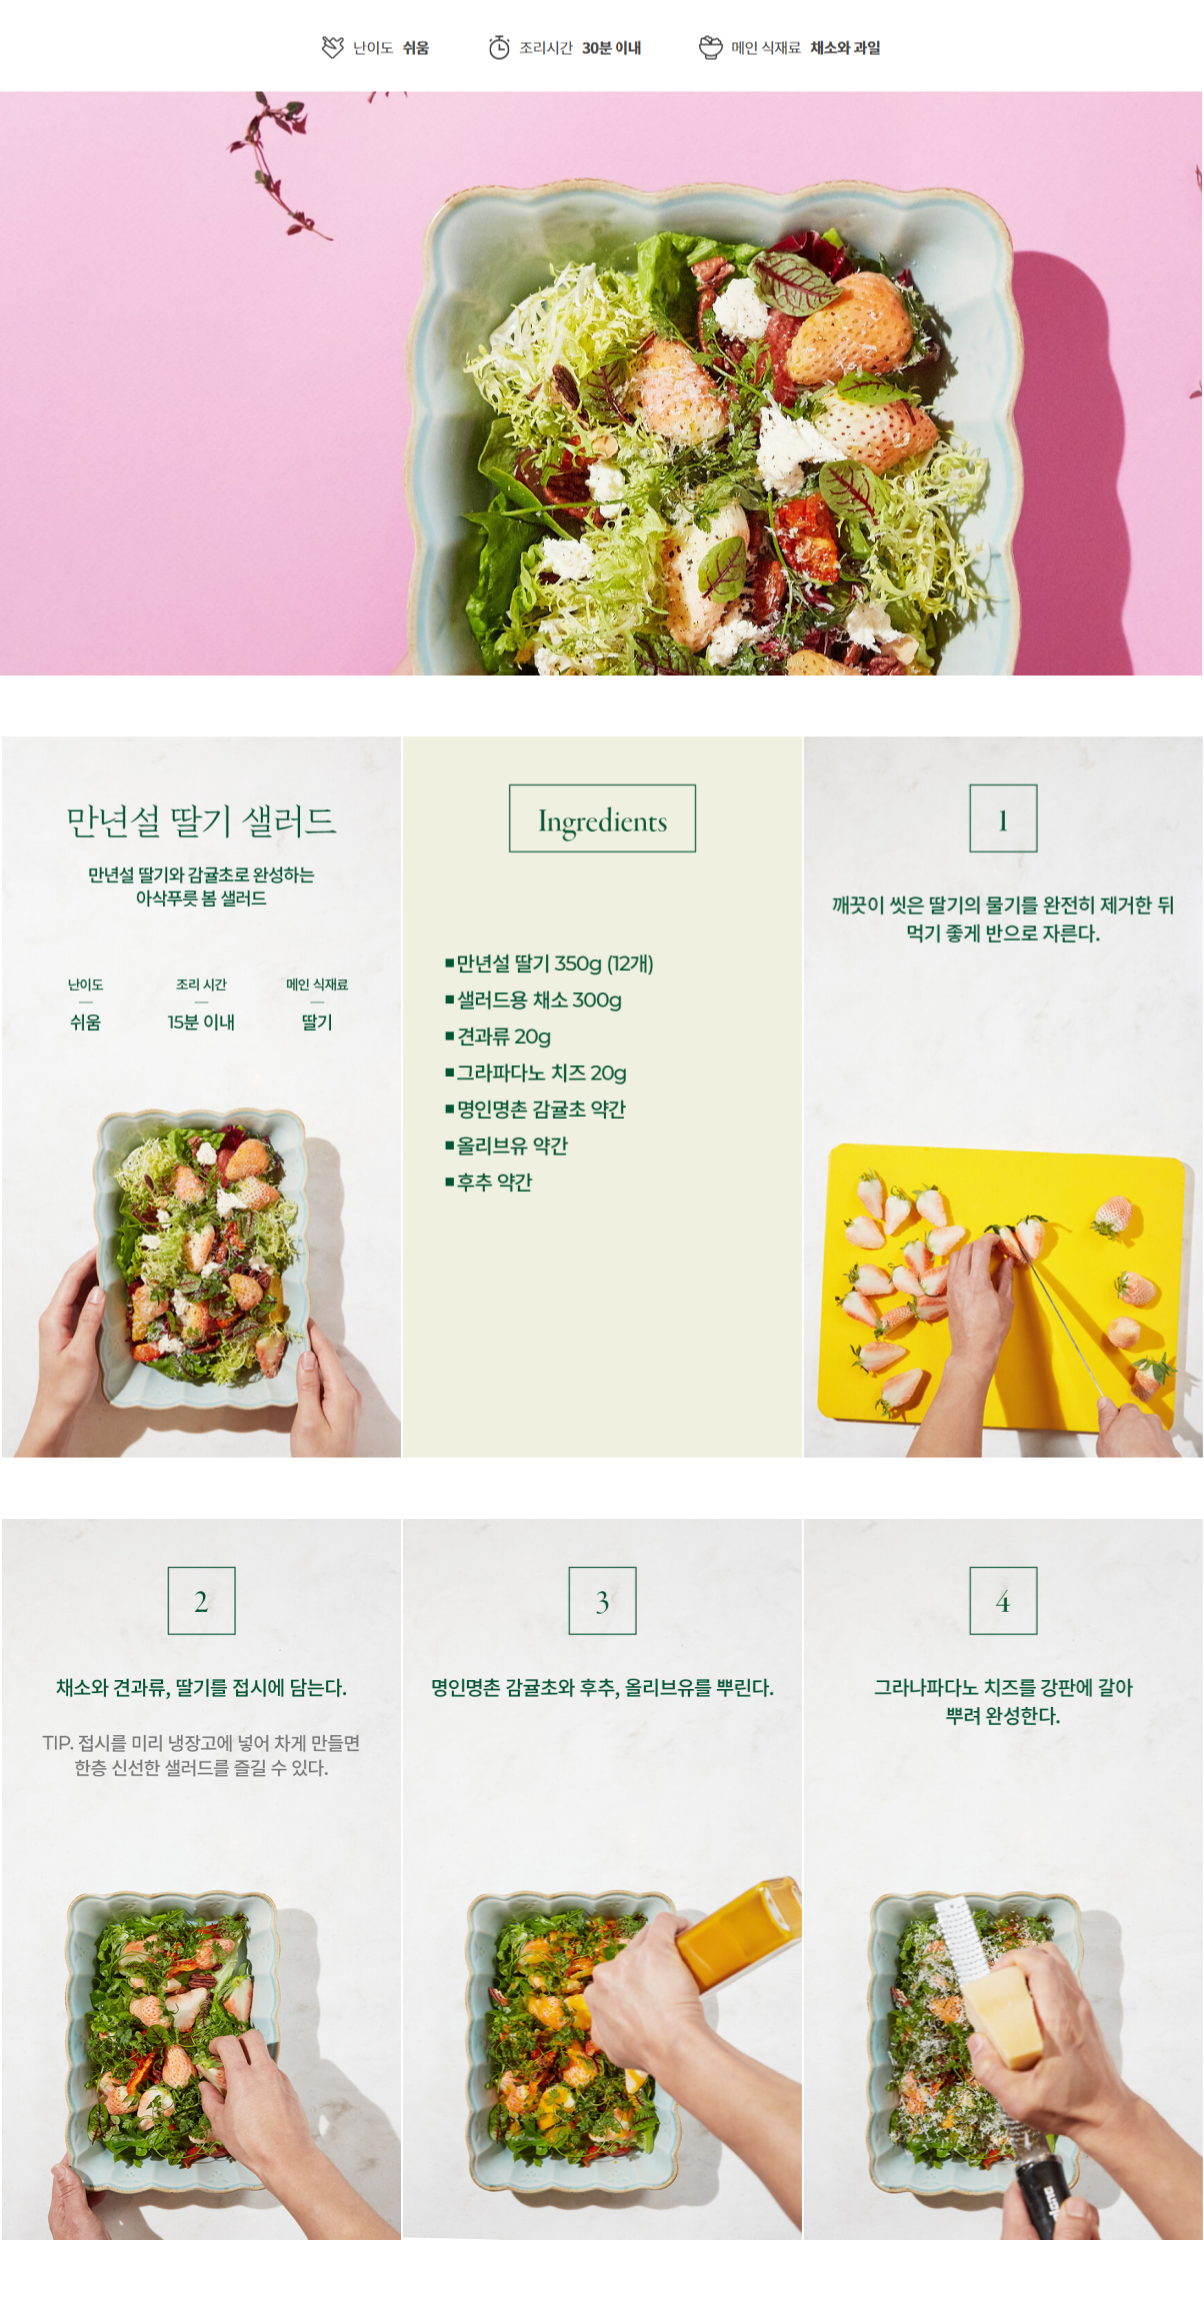 난이도 쉬움 조리시간 30분 이내 메인 식재료 채소와 과일
만년설 딸기 샐러드
만년설 딸기와 감귤초로 완성하는
아삭푸릇 봄 샐러드
난이도 조리 시간 메인 식재료
쉬움 15분 이내 딸기
Ingredients
■만년설 딸기 350g (12개)
■샐러드용 채소 300g
■견과류 20g
■그라파다노 치즈 20g
■명인명촌 감귤초 약간
■올리브유 약간
■후추 약간
1
깨끗이 씻은 딸기의 물기를 완전히 제거한 뒤
먹기 좋게 반으로 자른다.
2
채소와 견과류, 딸기를 접시에 담는다.
TIP. 접시를 미리 냉장고에 넣어 차게 만들면
한층 신선한 샐러드를 즐길 수 있다.
3
명인명촌 감귤초와 후추, 올리브유를 뿌린다.
4
그라나파다노 치즈를 강판에 갈아
뿌려 완성한다.